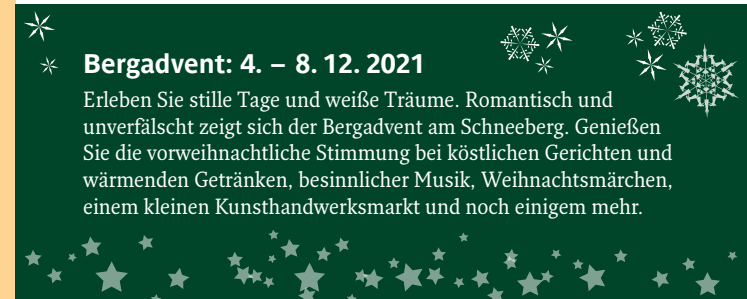 Bergadvent: 4. – 8. 12. 2021
Erleben Sie stille Tage und weiße Träume. Romantisch und
unverfälscht zeigt sich der Bergadvent am Schneeberg. Genießen
Sie die vorweihnachtliche Stimmung bei köstlichen Gerichten und
wärmenden Getränken, besinnlicher Musik, Weihnachtsmärchen,
einem kleinen Kunsthandwerksmarkt und noch einigem mehr.